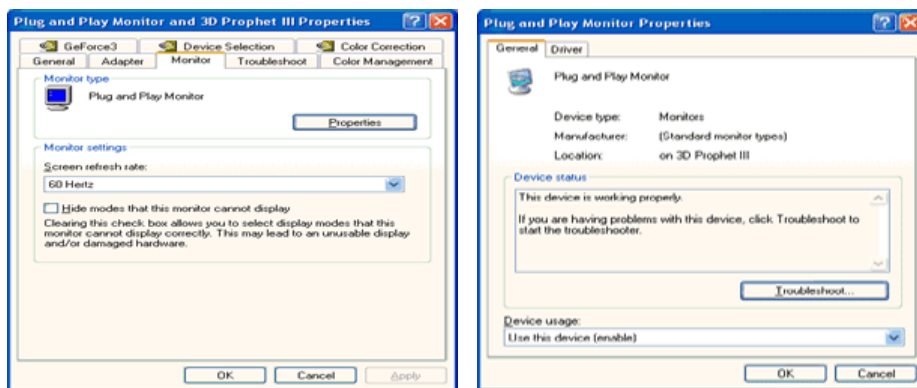 Plug and Play Monitor and 3D Prophet III Properties
GeForce3 Device Selection Color Correction
General Adapter Monitor Troubleshoot Color Management
Monitor type
Plug and Play Monitor
Properties
Monitor settings
Screen refresh rate:
60 Hertz
Hide modes that this monitor cannot display
Clearing this check box allows you to select display modes that this
monitor cannot display correctly. This may lead to an unusable display
and/or damaged hardware.
OK Cancel Apply
Plug and Play Monitor Properties
General Driver
Plug and Play Monitor
Device type: Monitors
Manufacturer: (Standard monitor types)
Location: on 3D Prophet III
Device status
This device is working properly.
If you are having problems with this device, click Troubleshoot to
start the troubleshooter.
Troubleshoot...
Device usage:
Use this device (enable)
OK Cancel